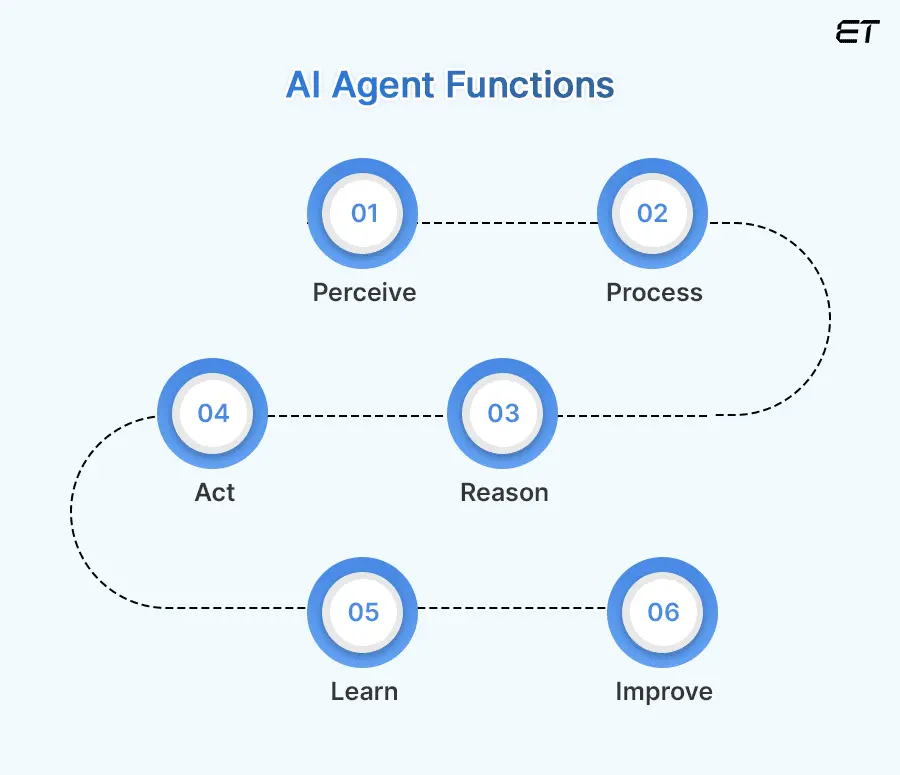 ET
AI Agent Functions
01
02
Perceive
Process
04
03
Act
Reason
05
06
Learn
Improve